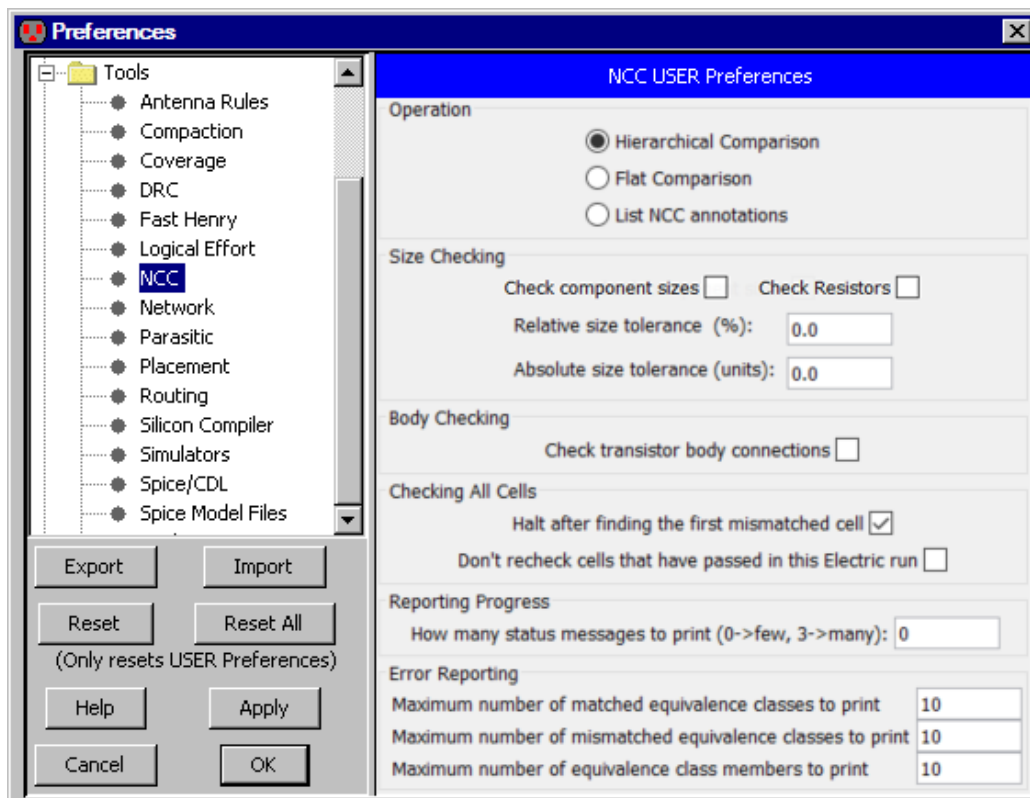 Preferences
Tools
Antenna Rules
Compaction
Coverage
DRC
Fast Henry
Logical Effort
NCC
Network
Parasitic
Placement
Routing
Silicon Compiler
Simulators
Spice/CDL
Spice Model Files
Export Import
Reset Reset All
(Only resets USER Preferences)
Help Apply
Cancel OK
NCC USER Preferences
Operation
Hierarchical Comparison
Flat Comparison
List NCC annotations
Size Checking
Check component sizes Check Resistors
Relative size tolerance (%): 0.0
Absolute size tolerance (units): 0.0
Body Checking
Check transistor body connections
Checking All Cells
Halt after finding the first mismatched cell
Don't recheck cells that have passed in this Electric run
Reporting Progress
How many status messages to print (0->few, 3->many): 0
Error Reporting
Maximum number of matched equivalence classes to print 10
Maximum number of mismatched equivalence classes to print 10
Maximum number of equivalence class members to print 10